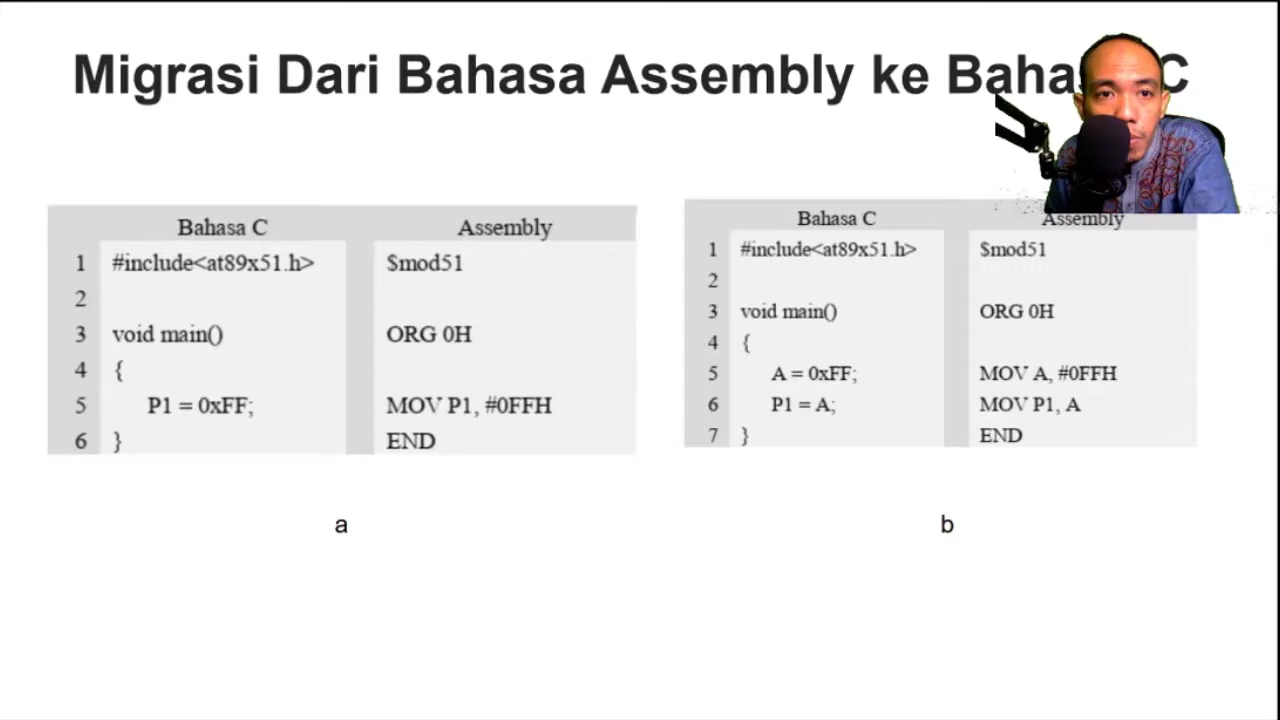 Migrasi Dari Bahasa Assembly ke Bahas C
Bahasa C Assembly
1 #include<at89x51.h> $mod51
2
3 void main() ORG 0H
4 {
5 P1 = 0xFF; MOV P1, #0FFH
6 } END
a
Bahasa C Assembly
1 #include<at89x51.h> $mod51
2
3 void main() ORG 0H
4 {
5 A = 0xFF; MOV A, #0FFH
6 P1 = A; MOV P1, A
7 } END
b